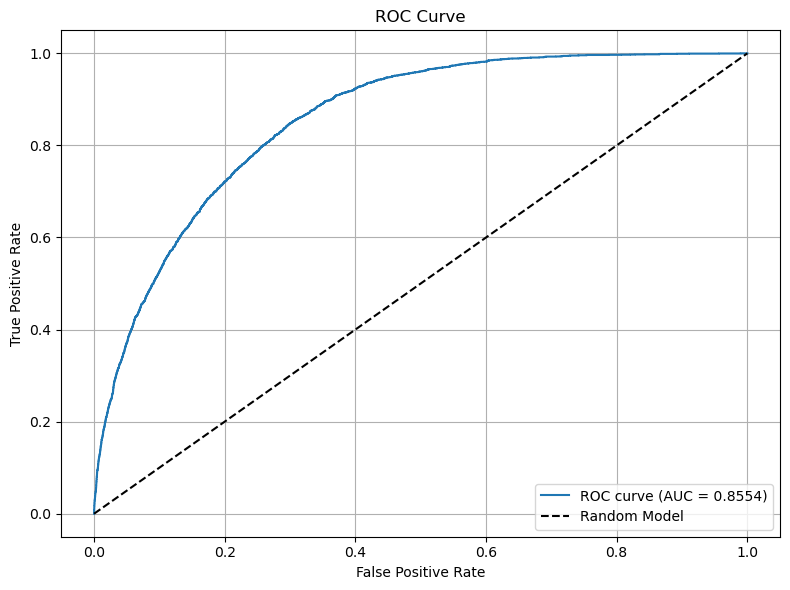 ROC Curve
True Positive Rate
1.0
0.8
0.6
0.4
0.2
0.0
0.0 0.2 0.4 0.6 0.8 1.0
False Positive Rate
ROC curve (AUC = 0.8554)
Random Model